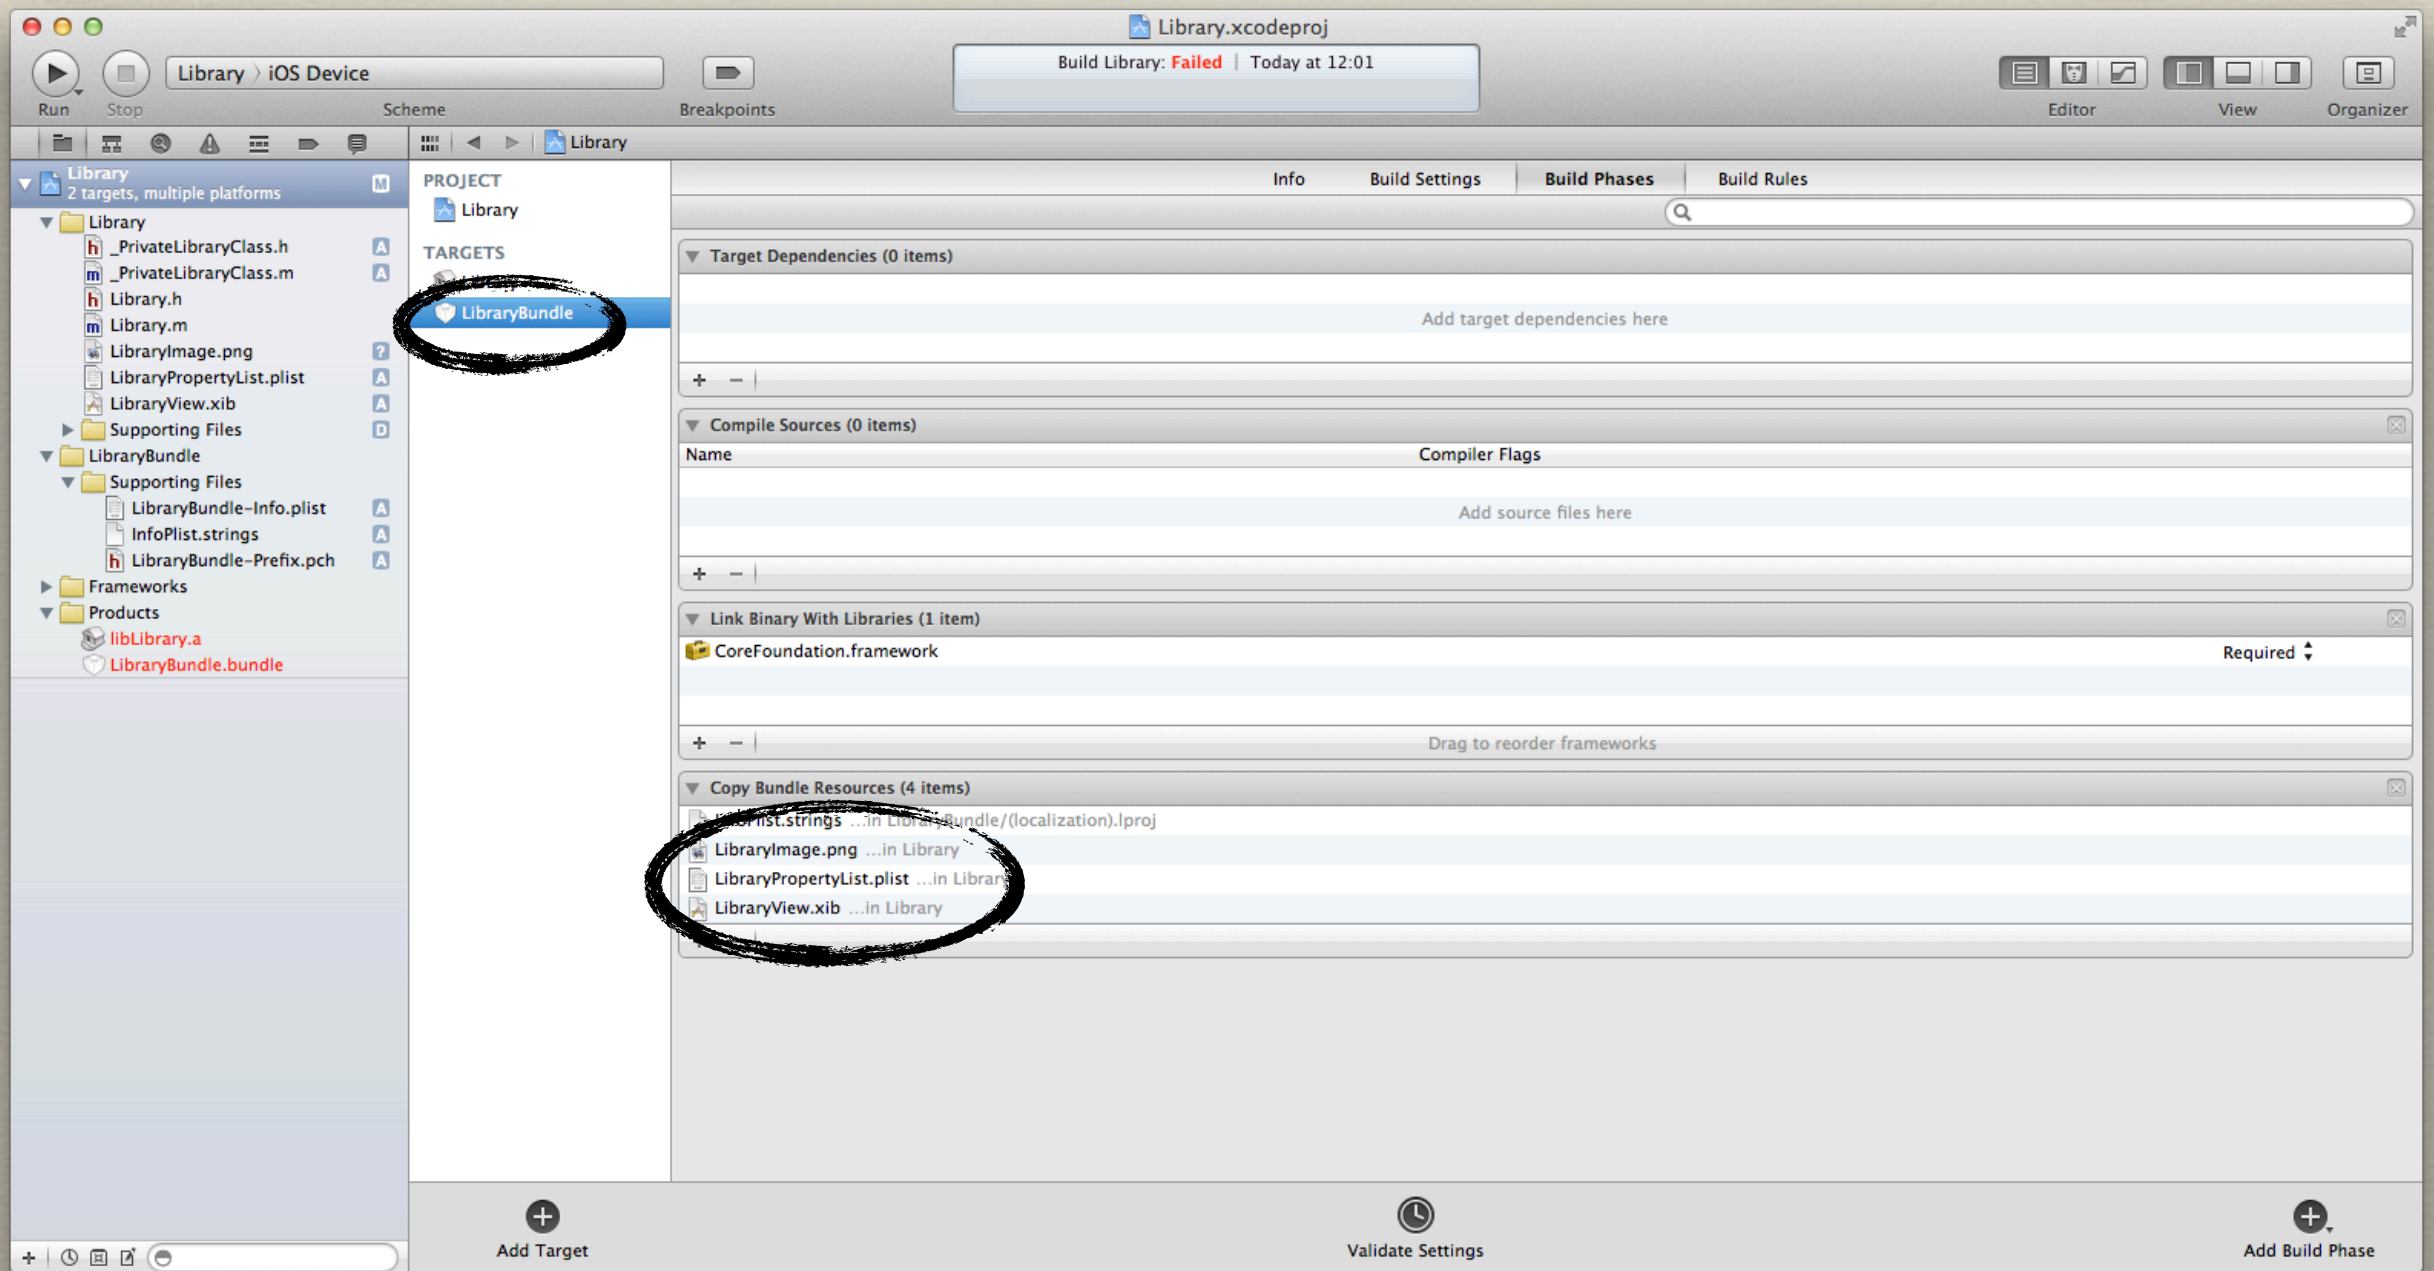 Library.xcodeproj
Library › iOS Device
Build Library: Failed | Today at 12:01
Run
Stop
Scheme
Breakpoints
Editor
View
Organizer
Library
Library
2 targets, multiple platforms
M
Library
_PrivateLibraryClass.h
A
_PrivateLibraryClass.m
A
Library.h
Library.m
LibraryImage.png
?
LibraryPropertyList.plist
A
LibraryView.xib
A
Supporting Files
D
LibraryBundle
Supporting Files
LibraryBundle-Info.plist
A
InfoPlist.strings
A
LibraryBundle-Prefix.pch
A
Frameworks
Products
libLibrary.a
LibraryBundle.bundle
PROJECT
Library
TARGETS
LibraryBundle
Info
Build Settings
Build Phases
Build Rules
Target Dependencies (0 items)
Add target dependencies here
Compile Sources (0 items)
Name
Compiler Flags
Add source files here
Link Binary With Libraries (1 item)
CoreFoundation.framework
Required
Drag to reorder frameworks
Copy Bundle Resources (4 items)
InfoPlist.strings ...in LibraryBundle/(localization).lproj
LibraryImage.png ...in Library
LibraryPropertyList.plist ...in Library
LibraryView.xib ...in Library
Add Target
Validate Settings
Add Build Phase